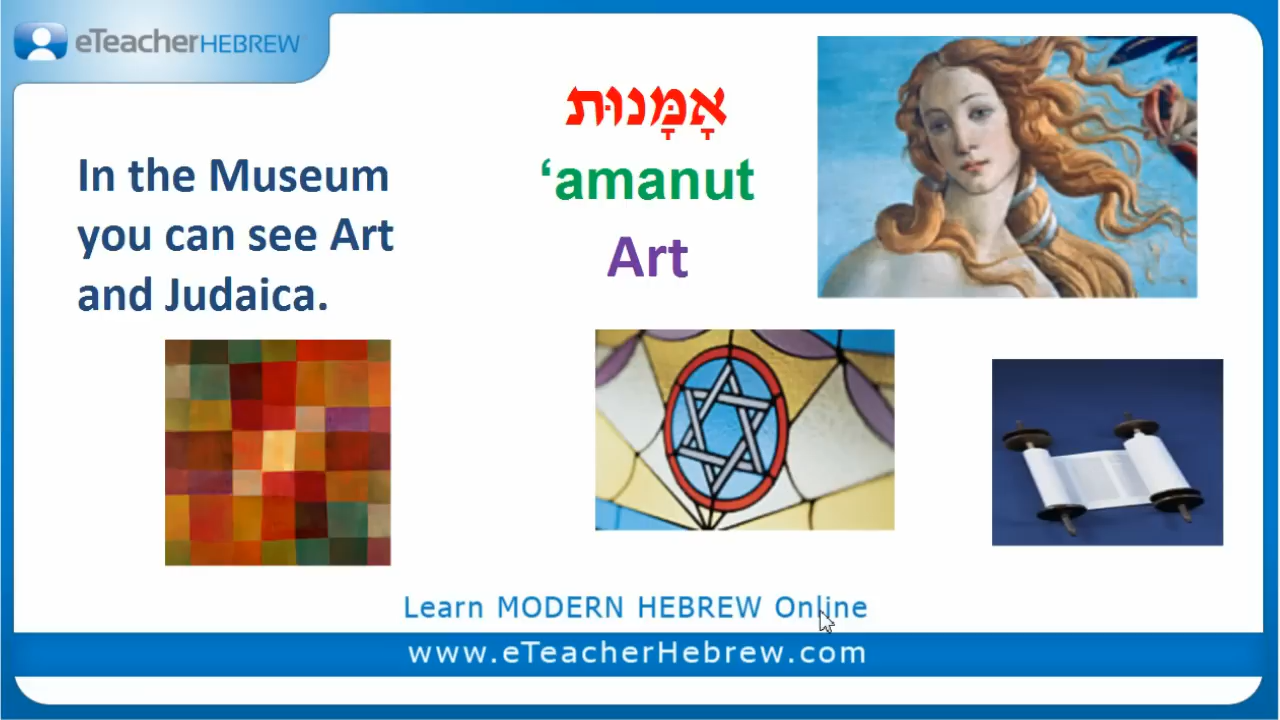 eTeacherHEBREW
In the Museum
you can see Art
and Judaica.
אָמָּנוּת
‘amanut
Art
Learn MODERN HEBREW Online
www.eTeacherHebrew.com